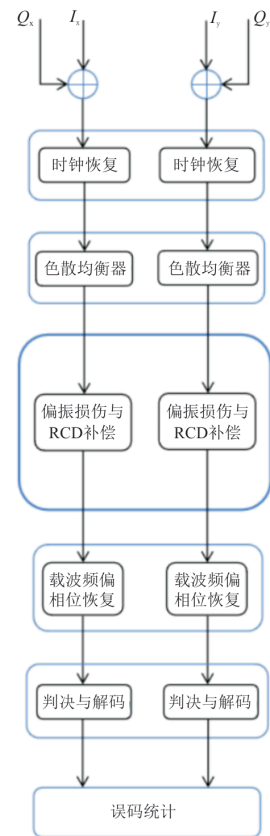 Qx Ix Iy Qy
时钟恢复 时钟恢复
色散均衡器 色散均衡器
偏振损伤与 偏振损伤与
RCD补偿 RCD补偿
载波频偏 载波频偏
相位恢复 相位恢复
判决与解码 判决与解码
误码统计